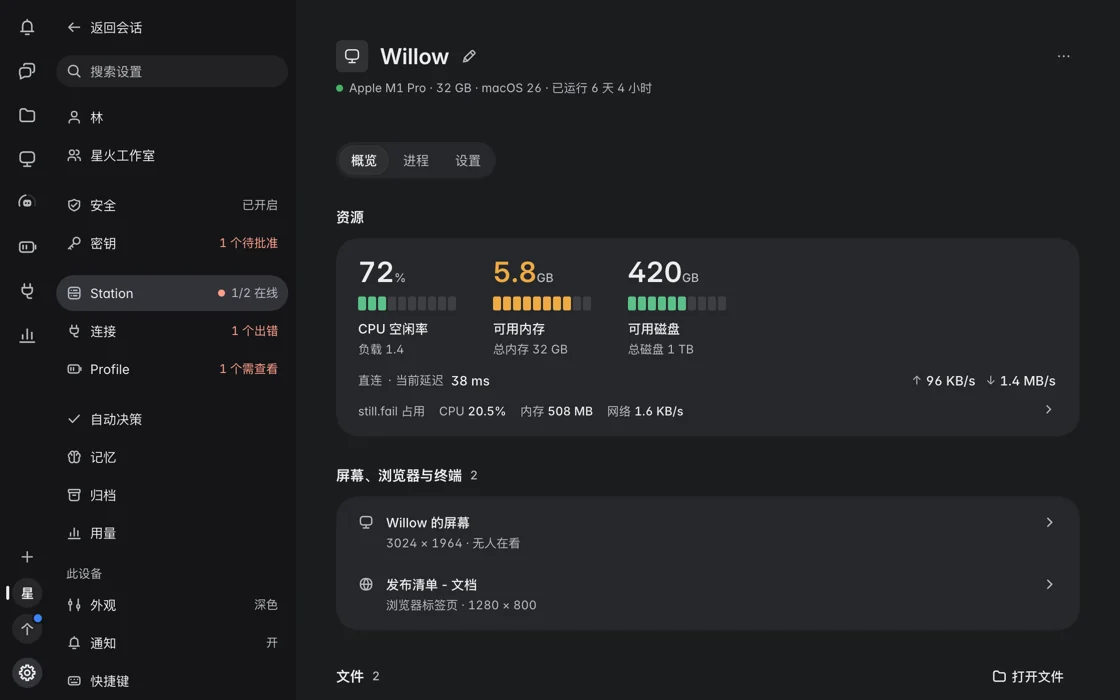 返回会话
搜索设置
林
星火工作室
安全 已开启
密钥 1 个待批准
Station 1/2 在线
连接 1 个出错
Profile 1 个需查看
自动决策
记忆
归档
用量
此设备
外观 深色
通知 开
快捷键
星
个
Willow
Apple M1 Pro · 32 GB · macOS 26 · 已运行 6 天 4 小时
概览 进程 设置
资源
72% 5.8GB 420GB
CPU 空闲率 可用内存 可用磁盘
负载 1.4 总内存 32 GB 总磁盘 1 TB
直连 · 当前延迟 38 ms ↑ 96 KB/s ↓ 1.4 MB/s
still.fail 占用 CPU 20.5% 内存 508 MB 网络 1.6 KB/s
屏幕、浏览器与终端 2
Willow 的屏幕
3024 × 1964 · 无人在看
发布清单 - 文档
浏览器标签页 · 1280 × 800
文件 2 打开文件